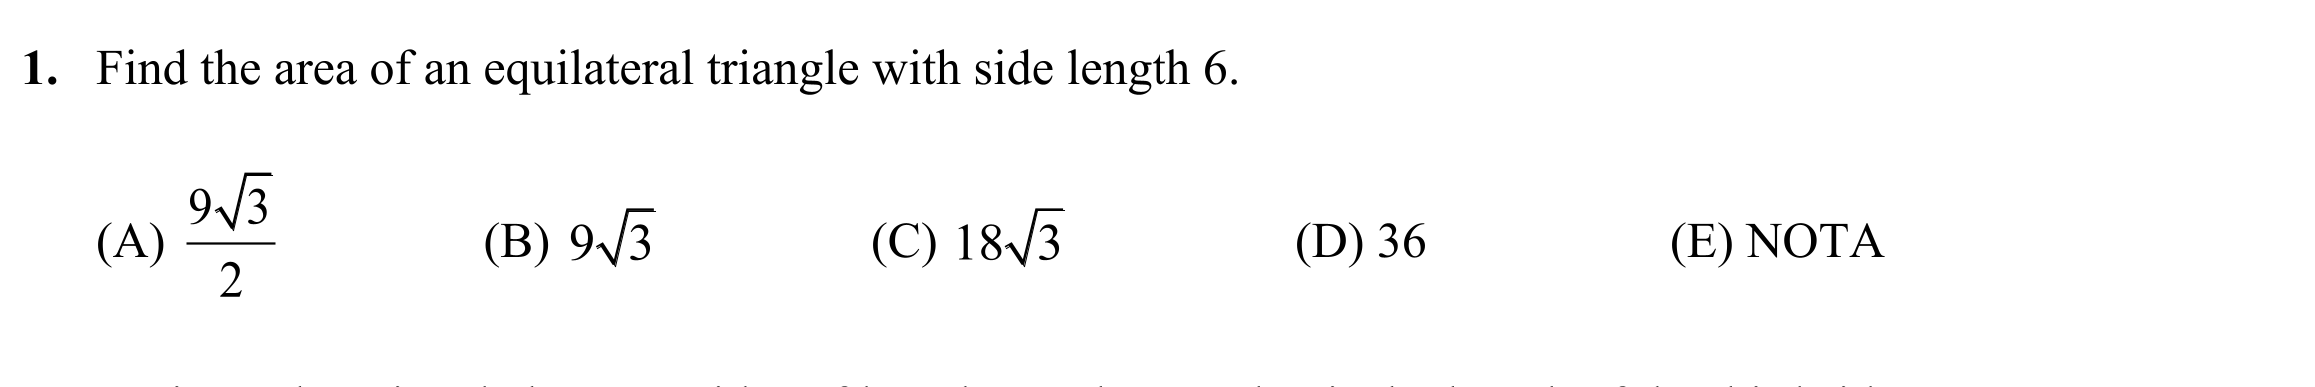 1. Find the area of an equilateral triangle with side length 6.
(A) 9√3/2 (B) 9√3 (C) 18√3 (D) 36 (E) NOTA